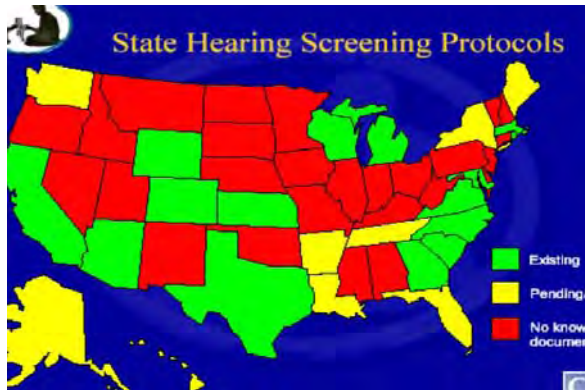 State Hearing Screening Protocols
Existing
Pending/
No know
documen